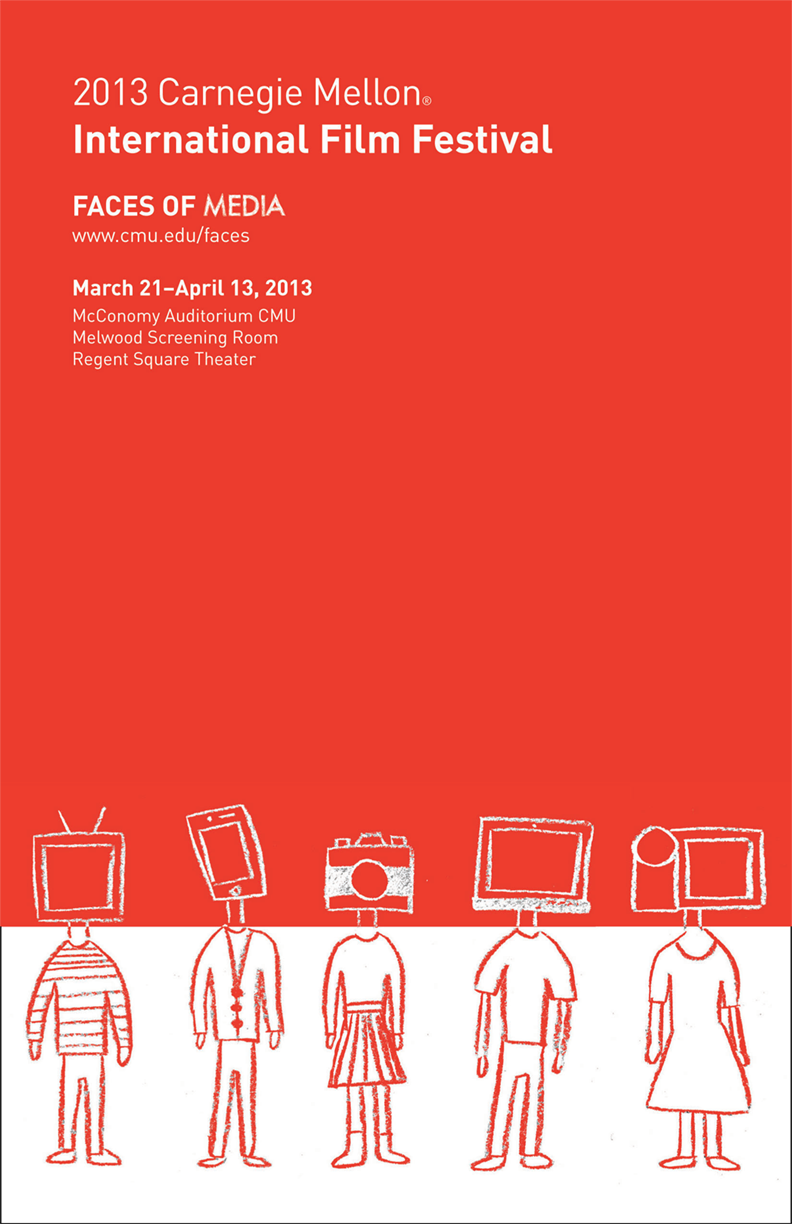 2013 Carnegie Mellon®
International Film Festival
FACES OF MEDIA
www.cmu.edu/faces
March 21–April 13, 2013
McConomy Auditorium CMU
Melwood Screening Room
Regent Square Theater